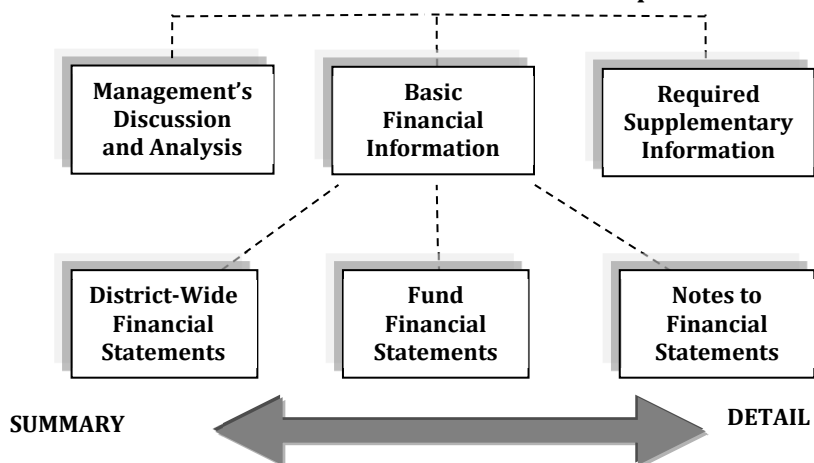 Management's
Discussion
and Analysis
Basic
Financial
Information
Required
Supplementary
Information
District-Wide
Financial
Statements
Fund
Financial
Statements
Notes to
Financial
Statements
SUMMARY
DETAIL